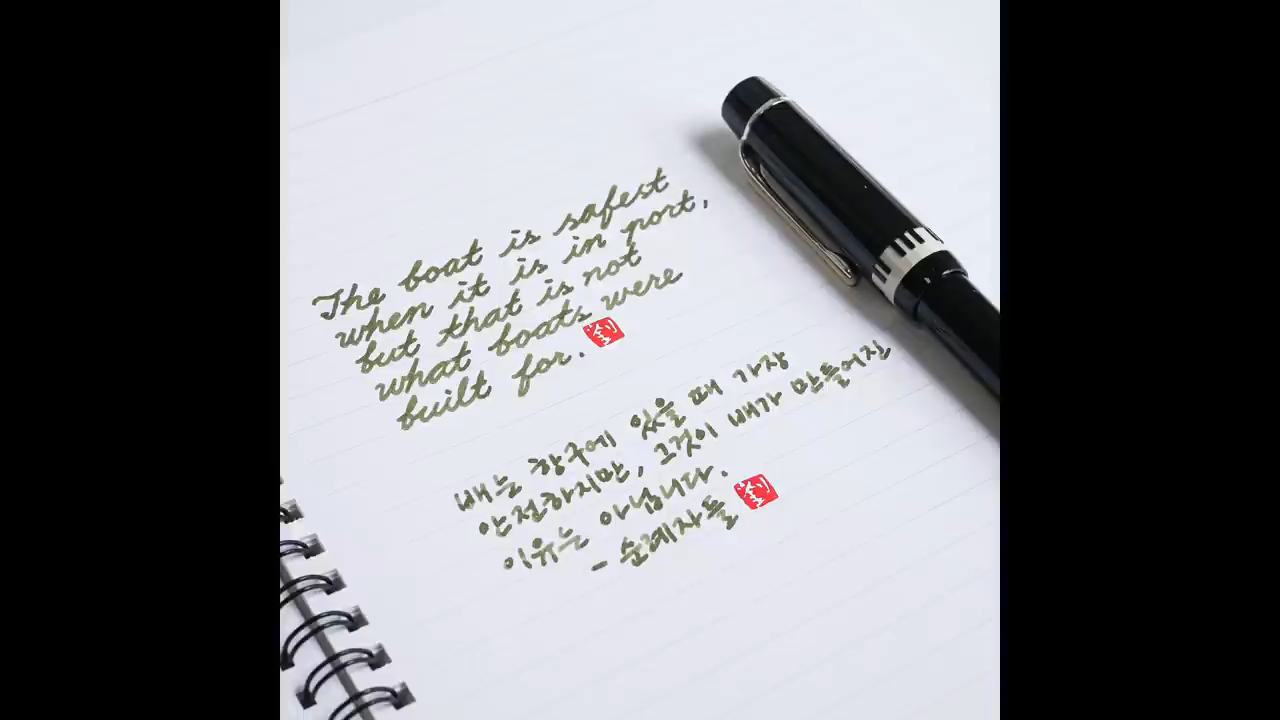 The boat is safest
when it is in port,
but that is not
what boats were
built for.
배는 항구에 있을 때 가장
안전하지만, 그것이 배가 만들어진
이유는 아닙니다.
- 순례자들